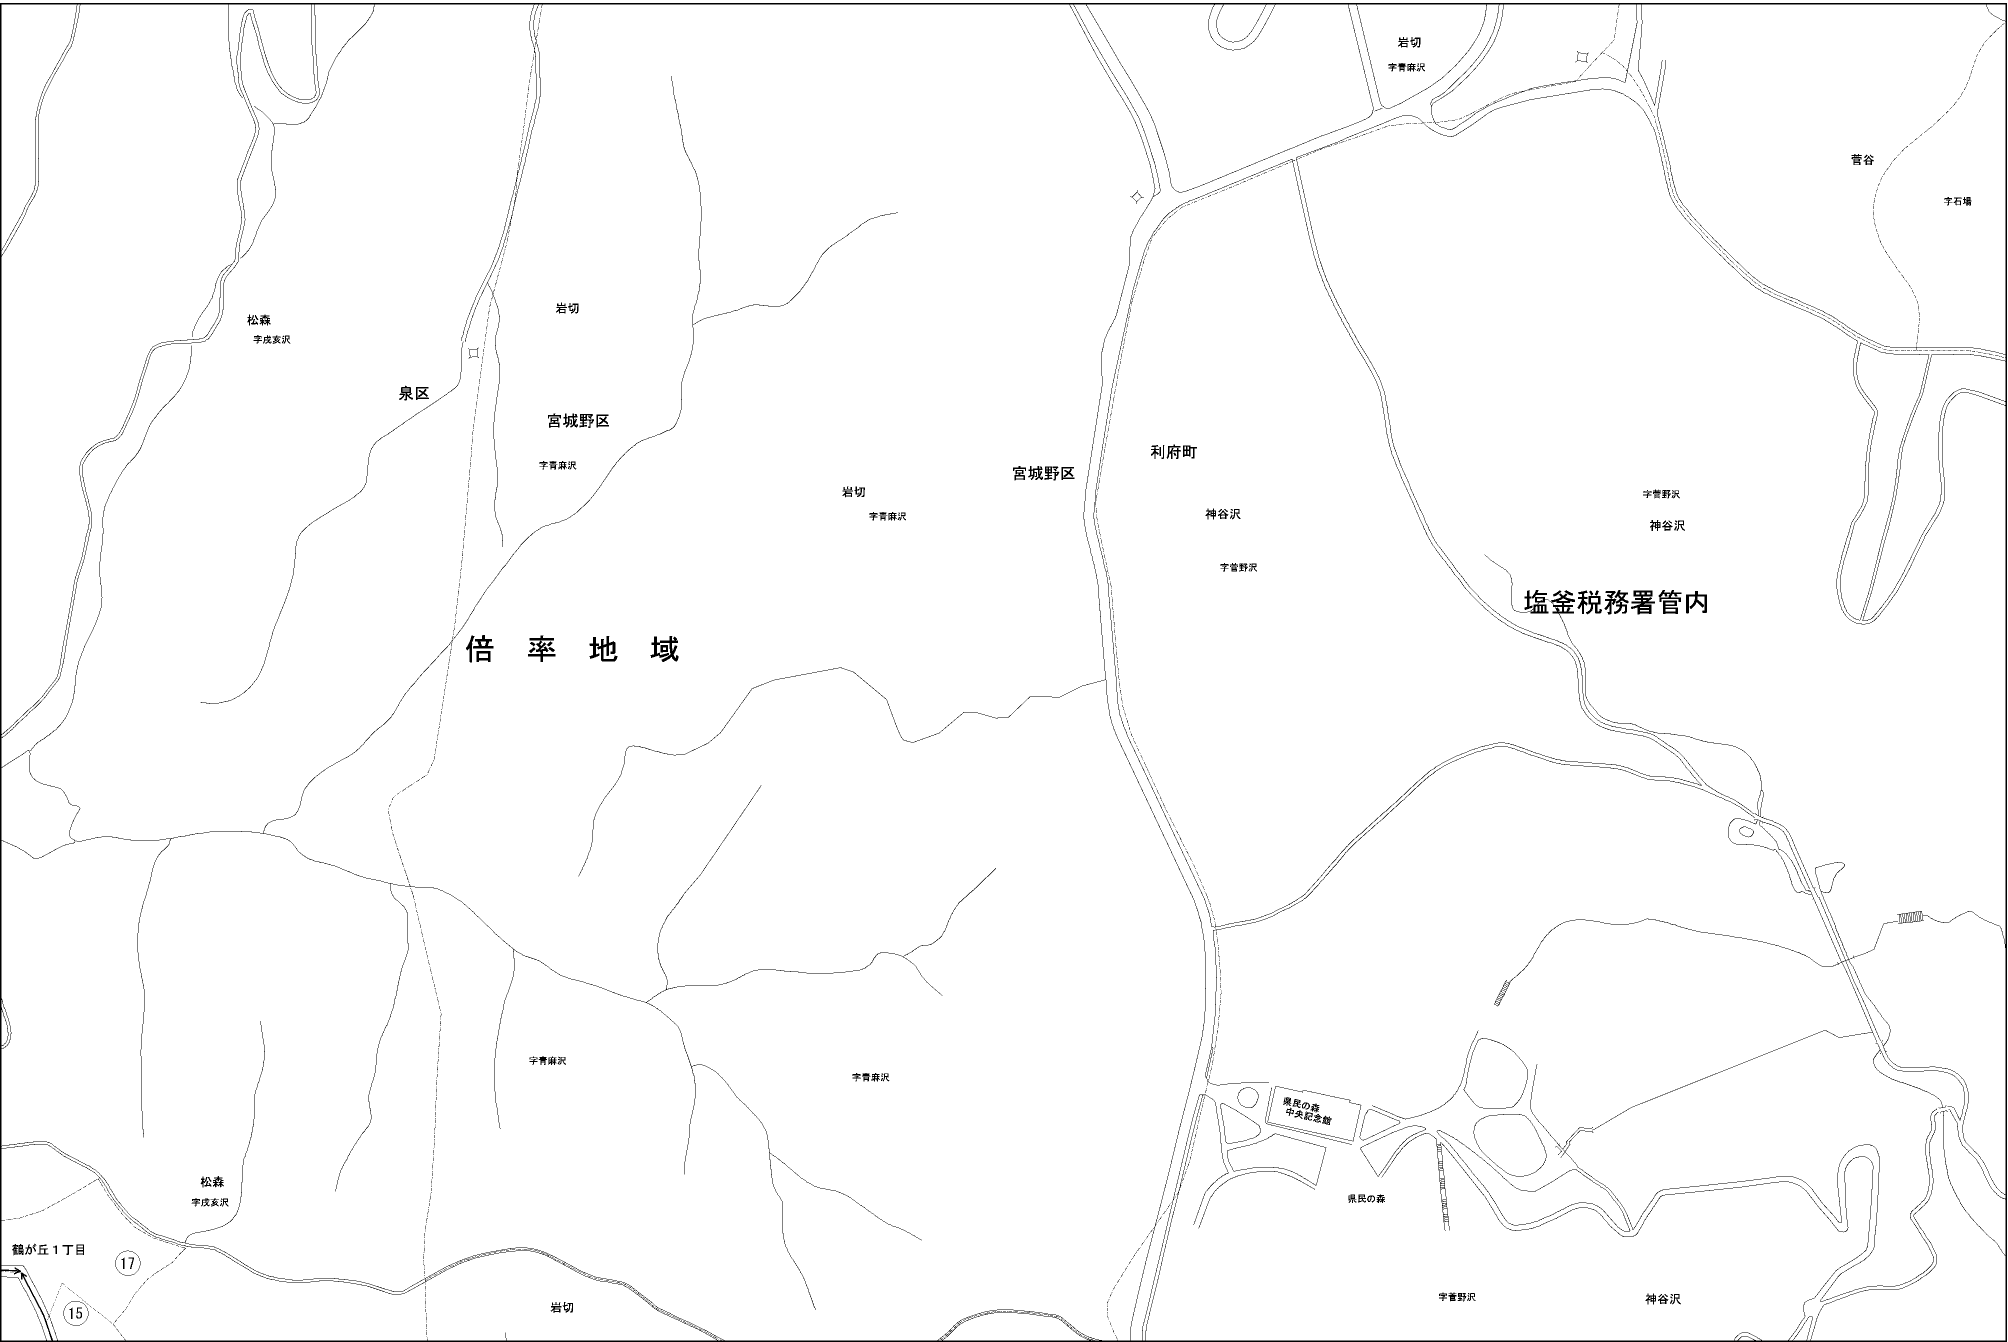 岩切
字青麻沢
菅谷
字石場
岩切
松森
字戌亥沢
泉区
宮城野区
字青麻沢
利府町
宮城野区
岩切
字青麻沢
神谷沢
字菅野沢
神谷沢
字菅野沢
塩釜税務署管内
倍率地域
字青麻沢
字青麻沢
県民の森
中央記念館
松森
字戌亥沢
県民の森
鶴が丘1丁目
17
15
岩切
字菅野沢
神谷沢